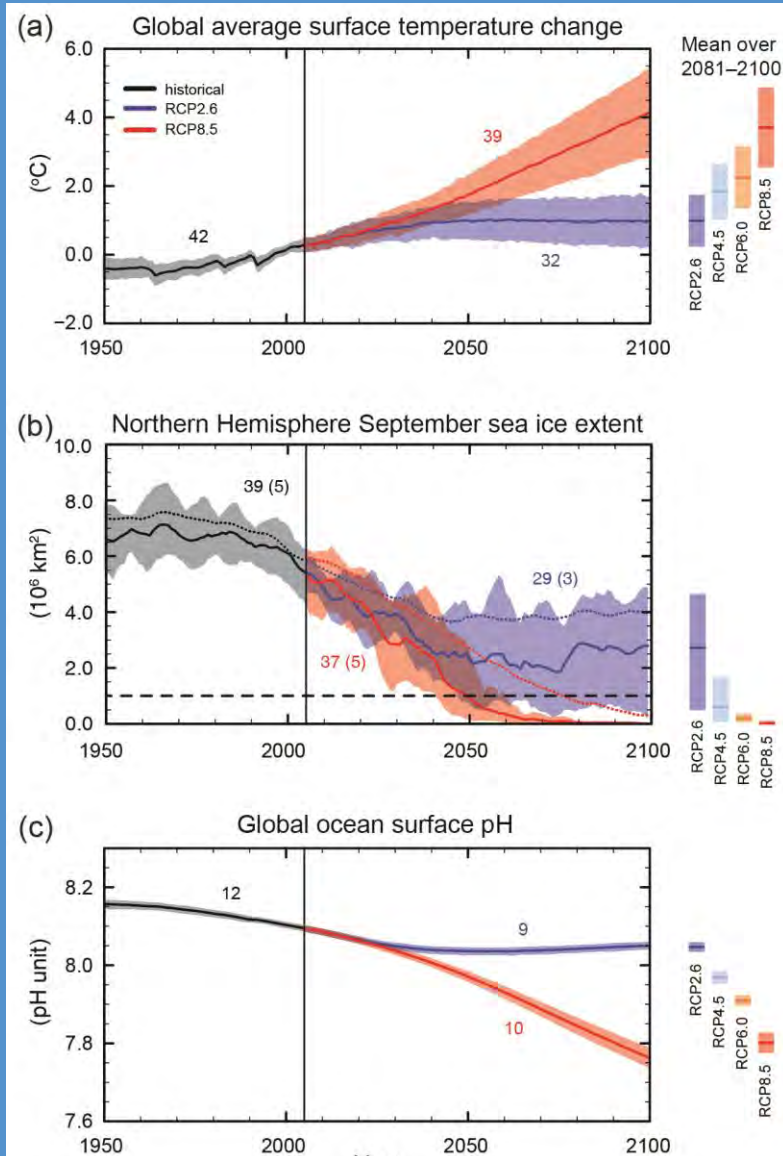 (a) Global average surface temperature change
Mean over
2081–2100
6.0
4.0
2.0
0.0
−2.0
(°C)
historical
RCP2.6
RCP8.5
42
39
32
1950 2000 2050 2100
RCP2.6
RCP4.5
RCP6.0
RCP8.5
(b) Northern Hemisphere September sea ice extent
10.0
8.0
6.0
4.0
2.0
0.0
(10⁶ km²)
39 (5)
29 (3)
37 (5)
1950 2000 2050 2100
RCP2.6
RCP4.5
RCP6.0
RCP8.5
(c) Global ocean surface pH
8.2
8.0
7.8
7.6
(pH unit)
12
9
10
1950 2000 2050 2100
RCP2.6
RCP4.5
RCP6.0
RCP8.5